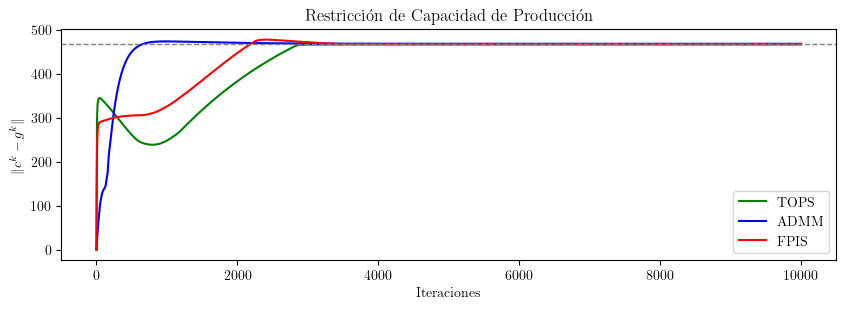 Restricción de Capacidad de Producción
500
400
300
200
100
0
‖c^k − g^k‖
0 2000 4000 6000 8000 10000
Iteraciones
TOPS
ADMM
FPIS